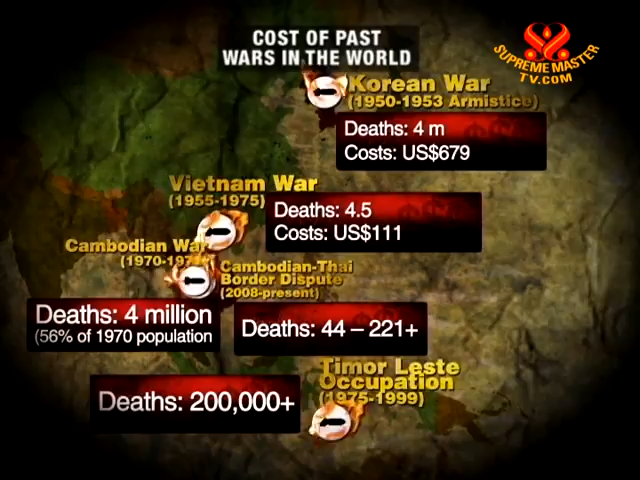 COST OF PAST
WARS IN THE WORLD
SUPREME MASTER
TV.COM
Korean War
(1950-1953 Armistice)
Deaths: 4 m
Costs: US$679
Vietnam War
(1955-1975)
Deaths: 4.5
Costs: US$111
Cambodian War
(1970-197
Cambodian-Thai
Border Dispute
(2008-present)
Deaths: 4 million
(56% of 1970 population
Deaths: 44 – 221+
Timor Leste
Occupation
(1975-1999)
Deaths: 200,000+